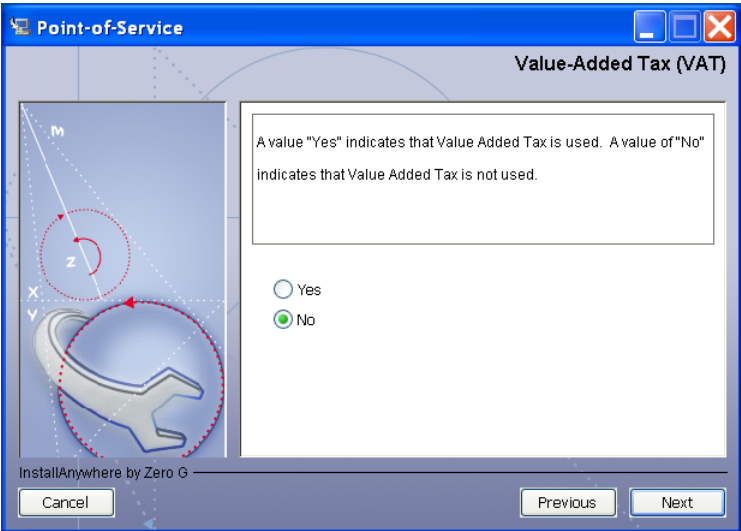 Point-of-Service
Value-Added Tax (VAT)
M
Z
X
Y
A value "Yes" indicates that Value Added Tax is used. A value of "No"
indicates that Value Added Tax is not used.
Yes
No
InstallAnywhere by Zero G
Cancel
Previous
Next